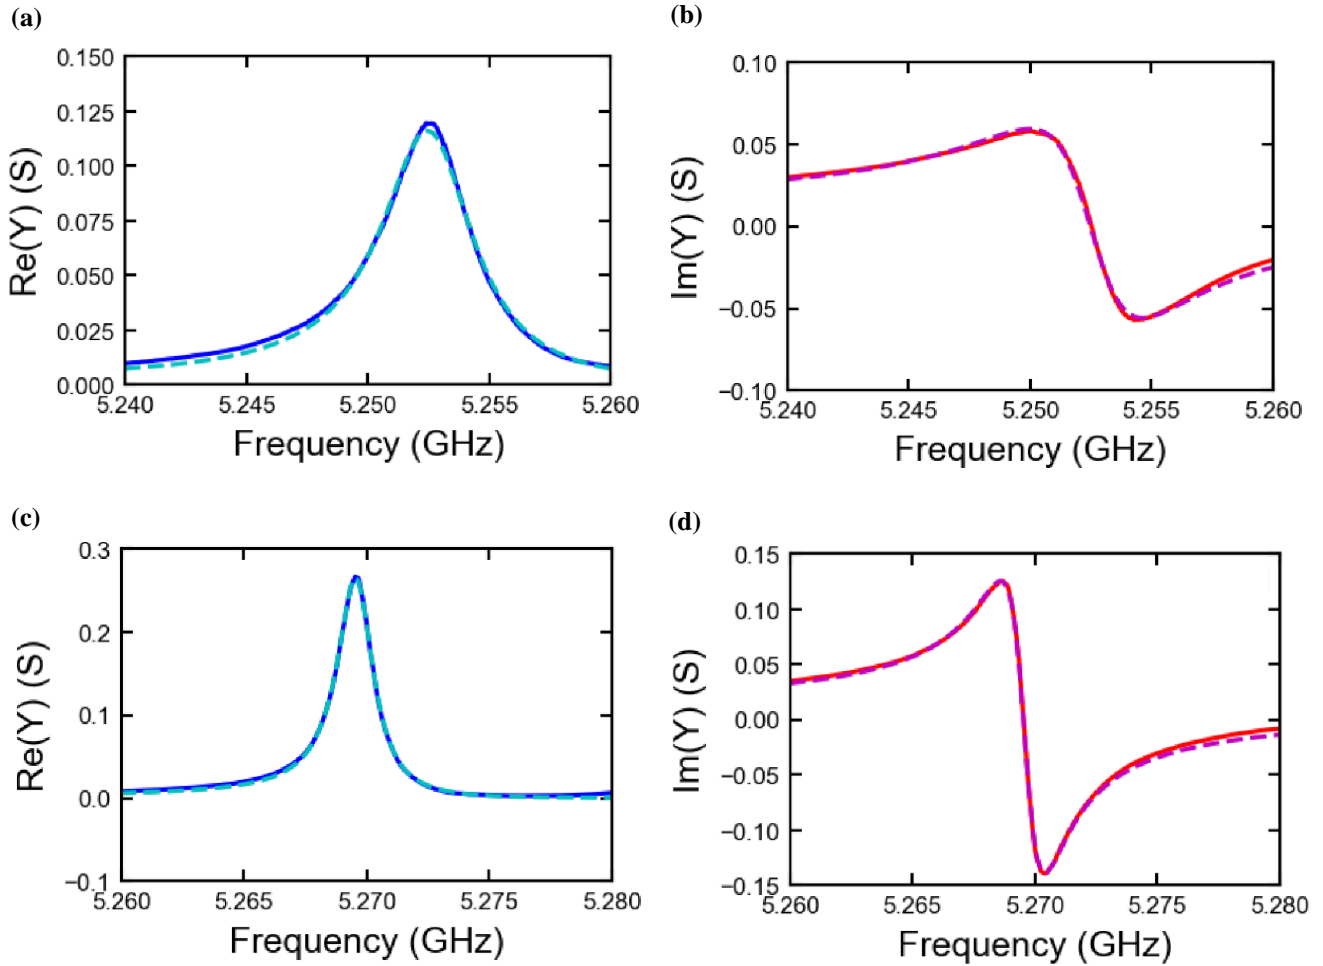 (a)
0.150
0.125
0.100
0.075
0.050
0.025
0.000
Re(Y) (S)
5.240 5.245 5.250 5.255 5.260
Frequency (GHz)
(b)
0.10
0.05
0.00
−0.05
−0.10
Im(Y) (S)
5.240 5.245 5.250 5.255 5.260
Frequency (GHz)
(c)
0.3
0.2
0.1
0.0
−0.1
Re(Y) (S)
5.260 5.265 5.270 5.275 5.280
Frequency (GHz)
(d)
0.15
0.10
0.05
0.00
−0.05
−0.10
−0.15
Im(Y) (S)
5.260 5.265 5.270 5.275 5.280
Frequency (GHz)